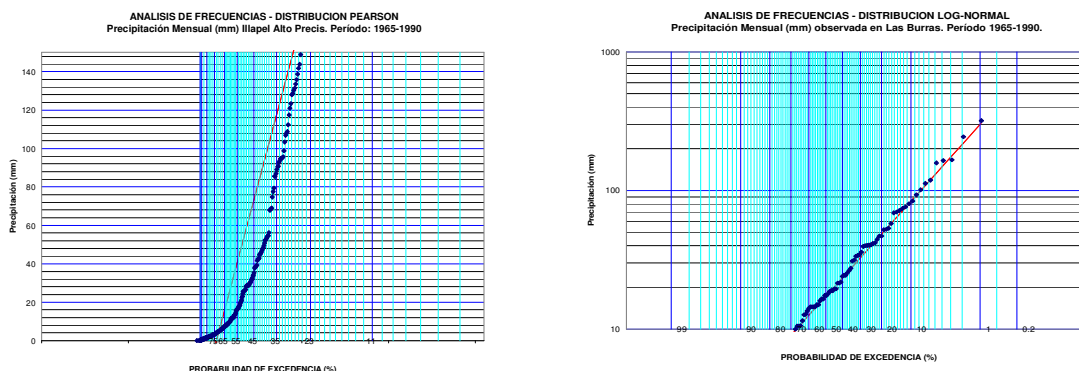 ANALISIS DE FRECUENCIAS - DISTRIBUCION PEARSON
Precipitación Mensual (mm) Illapel Alto Precis. Período: 1965-1990
Precipitación (mm)
140
120
100
80
60
40
20
0
55
45
35
11
PROBABILIDAD DE EXCEDENCIA (%)
ANALISIS DE FRECUENCIAS - DISTRIBUCION LOG-NORMAL
Precipitación Mensual (mm) observada en Las Burras. Período 1965-1990.
Precipitación (mm)
1000
100
10
99 90 80 70 60 50 40 30 20 10 1 0.2
PROBABILIDAD DE EXCEDENCIA (%)